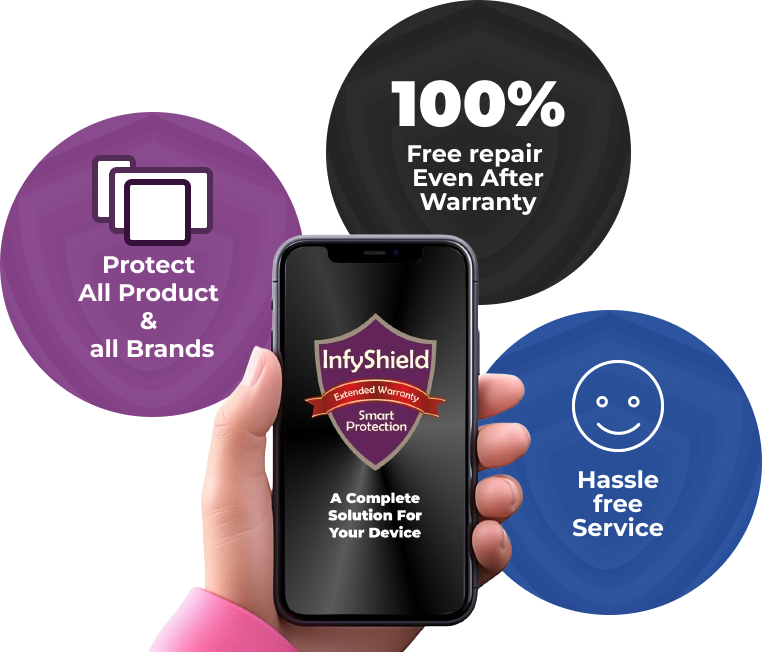 100%
Free repair
Even After
Warranty
Protect
All Product
&
all Brands
InfyShield
Extended Warranty
Smart
Protection
A Complete
Solution For
Your Device
Hassle
free
Service